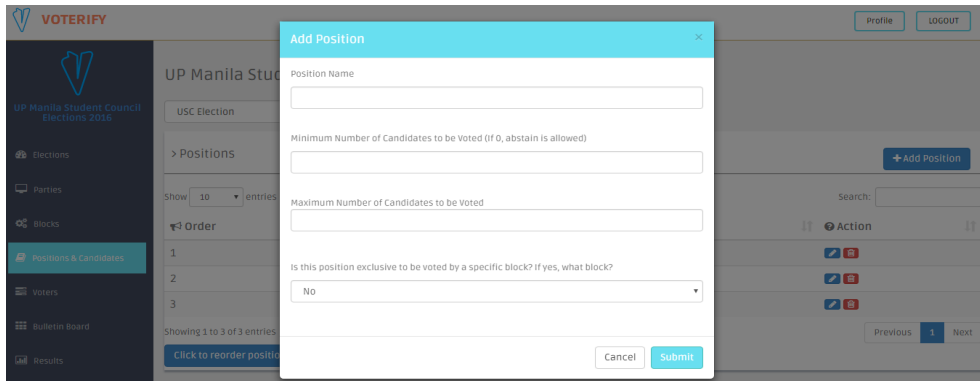 VOTERIFY
Profile
LOGOUT
Add Position
×
UP Manila Stud
UP Manila Student Council
Elections 2016
USC Election
Position Name
Minimum Number of Candidates to be Voted (If 0, abstain is allowed)
Elections
> Positions
+Add Position
Parties
Show 10 entries
Maximum Number of Candidates to be Voted
Search:
Blocks
Order
Action
Positions & Candidates
1
Is this position exclusive to be voted by a specific block? If yes, what block?
2
No
Voters
3
Bulletin Board
Showing 1 to 3 of 3 entries
Previous 1 Next
Results
Click to reorder positio
Cancel
Submit